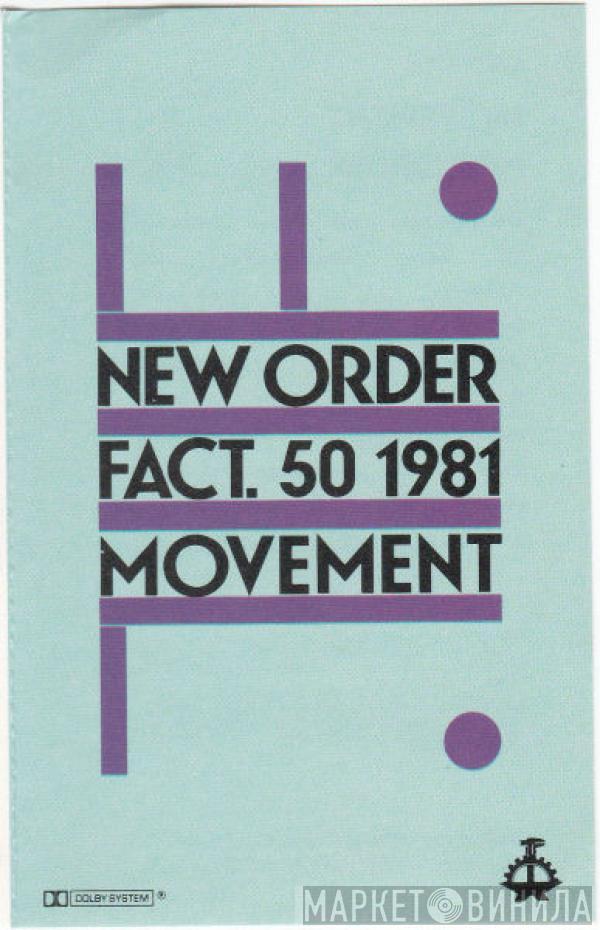 NEW ORDER
FACT. 50 1981
MOVEMENT
DOLBY SYSTEM ®
МАРКЕТ ВИНИЛА